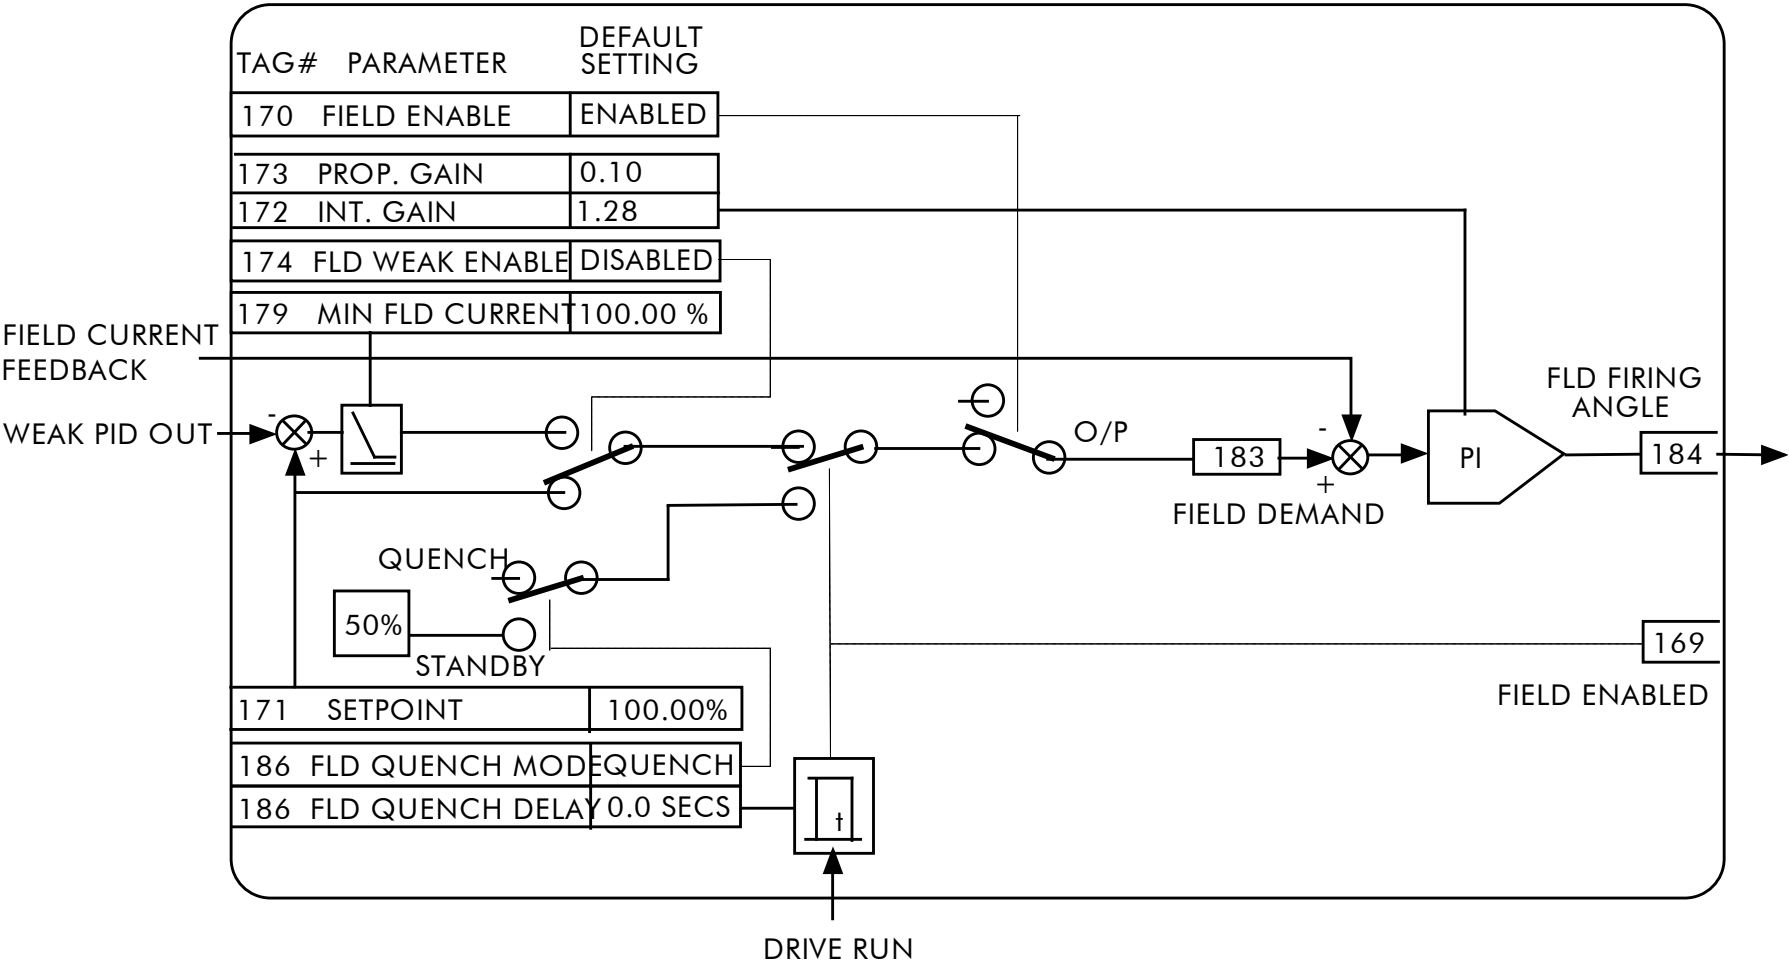 DEFAULT
TAG# PARAMETER SETTING
170 FIELD ENABLE ENABLED
173 PROP. GAIN 0.10
172 INT. GAIN 1.28
174 FLD WEAK ENABLE DISABLED
179 MIN FLD CURRENT 100.00 %
FIELD CURRENT
FEEDBACK
FLD FIRING
ANGLE
WEAK PID OUT
-
+
O/P
183
-
+
PI
184
FIELD DEMAND
QUENCH
50%
STANDBY
169
FIELD ENABLED
171 SETPOINT 100.00%
186 FLD QUENCH MODE QUENCH
186 FLD QUENCH DELAY 0.0 SECS
t
DRIVE RUN